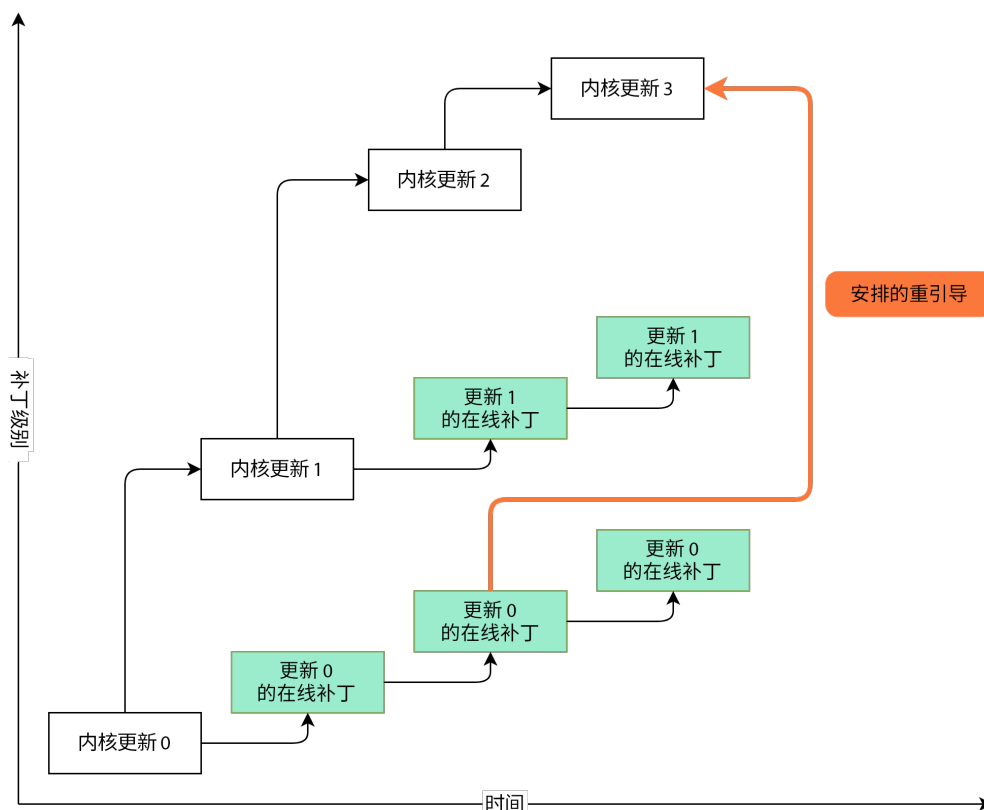 内核更新 3
内核更新 2
安排的重引导
更新 1
的在线补丁
更新 1
的在线补丁
补丁级别
内核更新 1
更新 0
的在线补丁
更新 0
的在线补丁
更新 0
的在线补丁
内核更新 0
时间